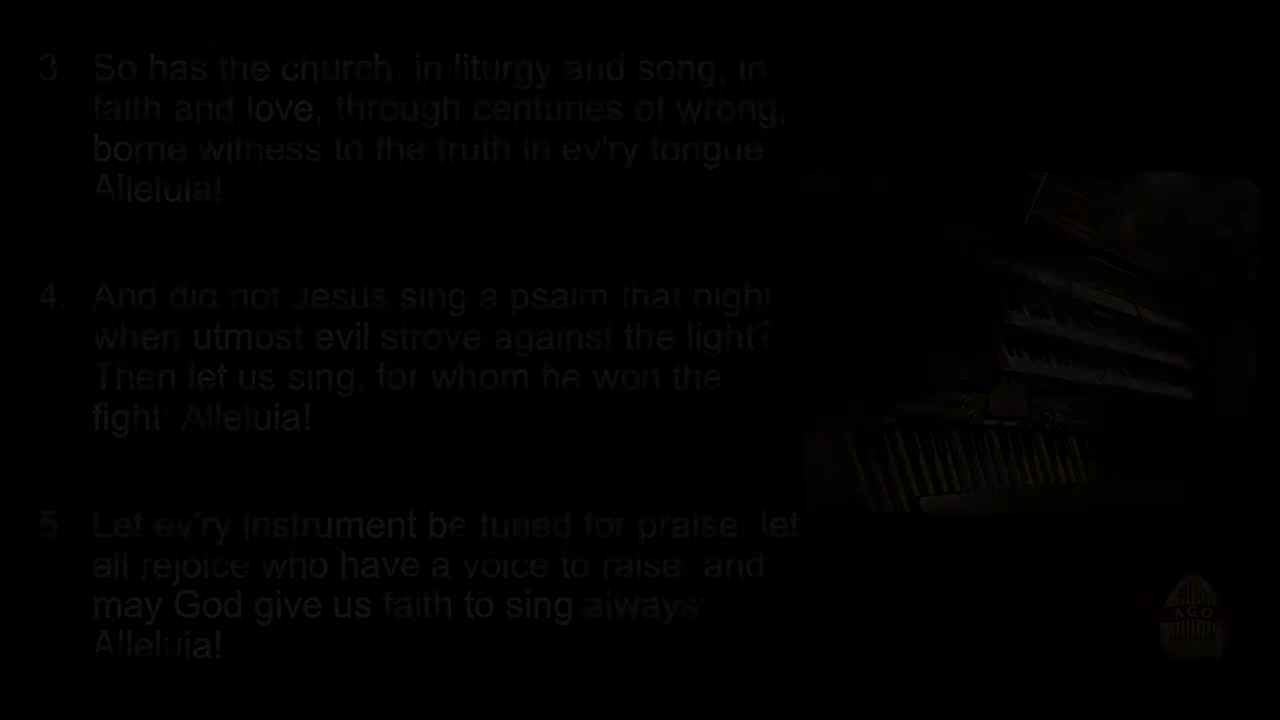 3 So has the church, in liturgy and song, in
faith and love, through centuries of wrong,
borne witness to the truth in ev'ry tongue:
Alleluia!
4. And did not Jesus sing a psalm that night
when utmost evil strove against the light?
Then let us sing, for whom he won the
fight: Alleluia!
5 Let ev'ry instrument be tuned for praise; let
all rejoice who have a voice to raise; and
may God give us faith to sing always:
Alleluia!
AGO